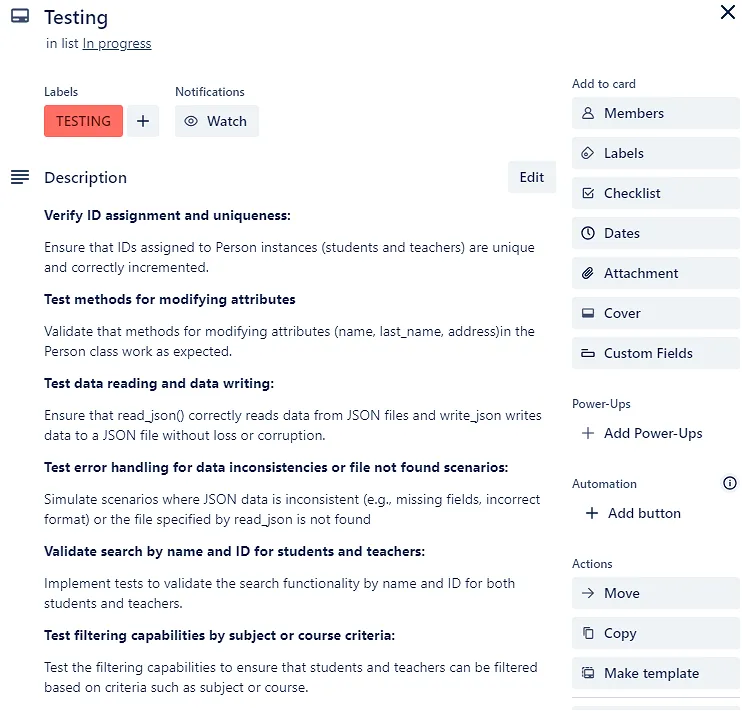 Testing
in list In progress
Labels
Notifications
TESTING
Watch
Description
Edit
Verify ID assignment and uniqueness:
Ensure that IDs assigned to Person instances (students and teachers) are unique
and correctly incremented.
Test methods for modifying attributes
Validate that methods for modifying attributes (name, last_name, address)in the
Person class work as expected.
Test data reading and data writing:
Ensure that read_json() correctly reads data from JSON files and write_json writes
data to a JSON file without loss or corruption.
Test error handling for data inconsistencies or file not found scenarios:
Simulate scenarios where JSON data is inconsistent (e.g., missing fields, incorrect
format) or the file specified by read_json is not found
Validate search by name and ID for students and teachers:
Implement tests to validate the search functionality by name and ID for both
students and teachers.
Test filtering capabilities by subject or course criteria:
Test the filtering capabilities to ensure that students and teachers can be filtered
based on criteria such as subject or course.
Add to card
Members
Labels
Checklist
Dates
Attachment
Cover
Custom Fields
Power-Ups
Add Power-Ups
Automation
Add button
Actions
Move
Copy
Make template